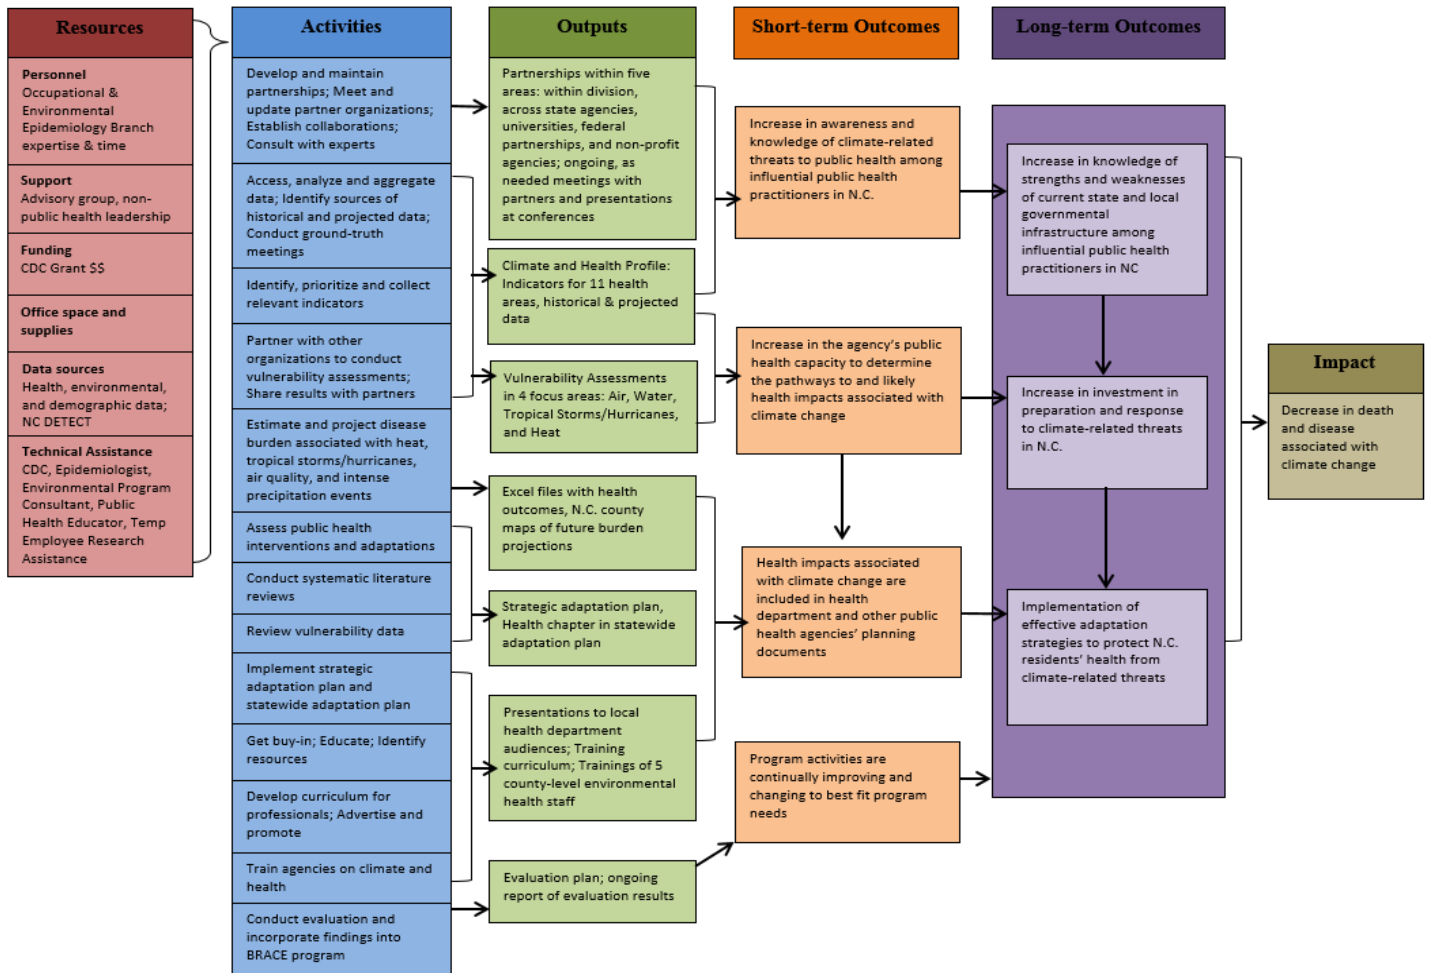 Resources
Personnel
Occupational &
Environmental
Epidemiology Branch
expertise & time
Support
Advisory group, non-
public health leadership
Funding
CDC Grant $$
Office space and
supplies
Data sources
Health, environmental,
and demographic data;
NC DETECT
Technical Assistance
CDC, Epidemiologist,
Environmental Program
Consultant, Public
Health Educator, Temp
Employee Research
Assistance
Activities
Develop and maintain
partnerships; Meet and
update partner organizations;
Establish collaborations;
Consult with experts
Access, analyze and aggregate
data; Identify sources of
historical and projected data;
Conduct ground-truth
meetings
Identify, prioritize and collect
relevant indicators
Partner with other
organizations to conduct
vulnerability assessments;
Share results with partners
Estimate and project disease
burden associated with heat,
tropical storms/hurricanes,
air quality, and intense
precipitation events
Assess public health
interventions and adaptations
Conduct systematic literature
reviews
Review vulnerability data
Implement strategic
adaptation plan and
statewide adaptation plan
Get buy-in; Educate; Identify
resources
Develop curriculum for
professionals; Advertise and
promote
Train agencies on climate and
health
Conduct evaluation and
incorporate findings into
BRACE program
Outputs
Partnerships within five
areas: within division,
across state agencies,
universities, federal
partnerships, and non-profit
agencies; ongoing, as
needed meetings with
partners and presentations
at conferences
Climate and Health Profile:
Indicators for 11 health
areas, historical & projected
data
Vulnerability Assessments
in 4 focus areas: Air, Water,
Tropical Storms/Hurricanes,
and Heat
Excel files with health
outcomes, N.C. county
maps of future burden
projections
Strategic adaptation plan,
Health chapter in statewide
adaptation plan
Presentations to local
health department
audiences; Training
curriculum; Trainings of 5
county-level environmental
health staff
Evaluation plan; ongoing
report of evaluation results
Short-term Outcomes
Increase in awareness and
knowledge of climate-related
threats to public health among
influential public health
practitioners in N.C.
Increase in the agency's public
health capacity to determine
the pathways to and likely
health impacts associated with
climate change
Health impacts associated
with climate change are
included in health
department and other public
health agencies' planning
documents
Program activities are
continually improving and
changing to best fit program
needs
Long-term Outcomes
Increase in knowledge of
strengths and weaknesses
of current state and local
governmental
infrastructure among
influential public health
practitioners in NC
Increase in investment in
preparation and response
to climate-related threats
in N.C.
Implementation of
effective adaptation
strategies to protect N.C.
residents' health from
climate-related threats
Impact
Decrease in death
and disease
associated with
climate change